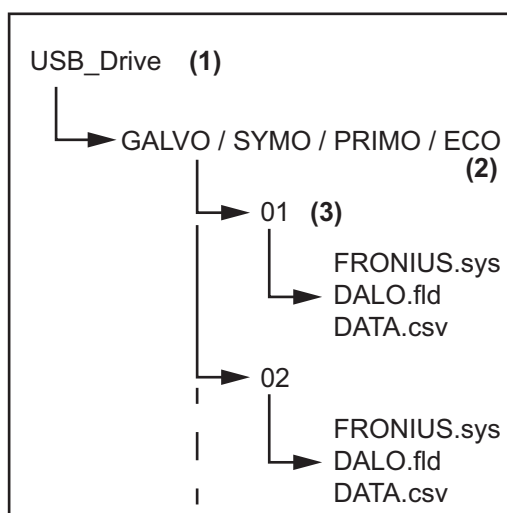 USB_Drive (1)
GALVO / SYMO / PRIMO / ECO
(2)
01 (3)
FRONIUS.sys
DALO.fld
DATA.csv
02
FRONIUS.sys
DALO.fld
DATA.csv